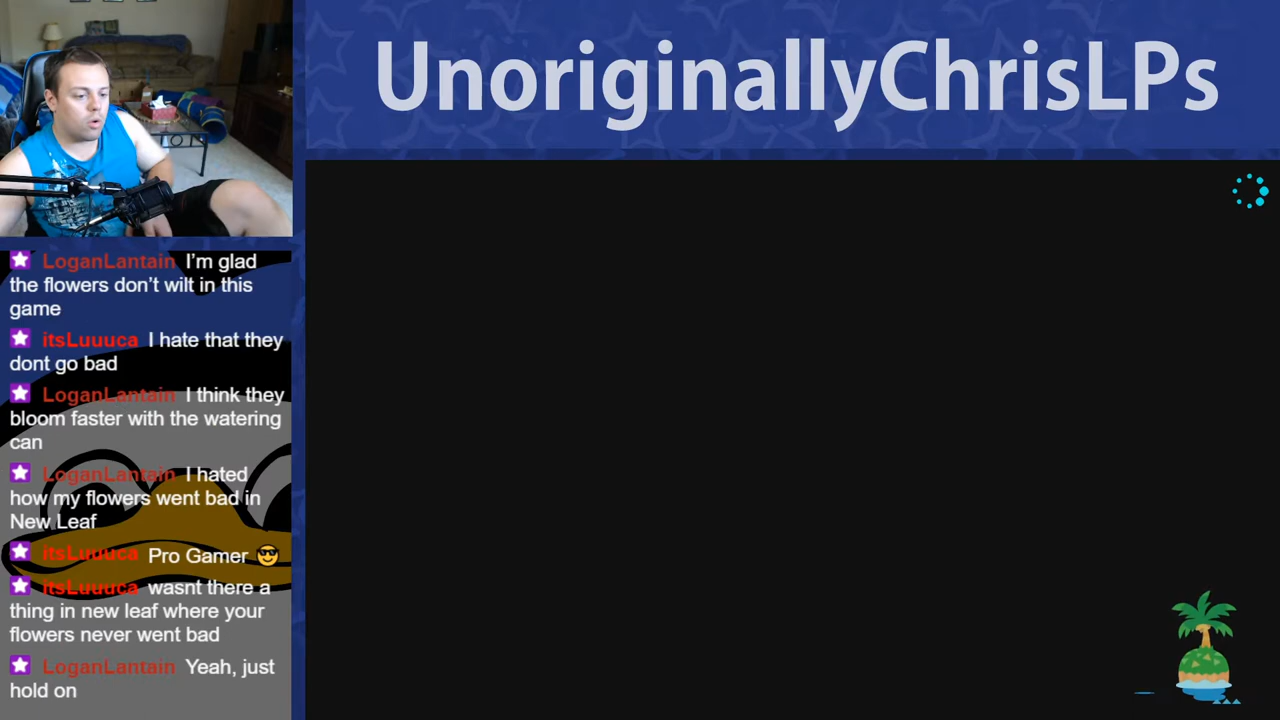 UnoriginallyChrisLPs
LoganLantain I’m glad
the flowers don’t wilt in this
game
itsLuuuca I hate that they
dont go bad
LoganLantain I think they
bloom faster with the watering
can
LoganLantain I hated
how my flowers went bad in
New Leaf
itsLuuuca Pro Gamer 😎
itsLuuuca wasnt there a
thing in new leaf where your
flowers never went bad
LoganLantain Yeah, just
hold on